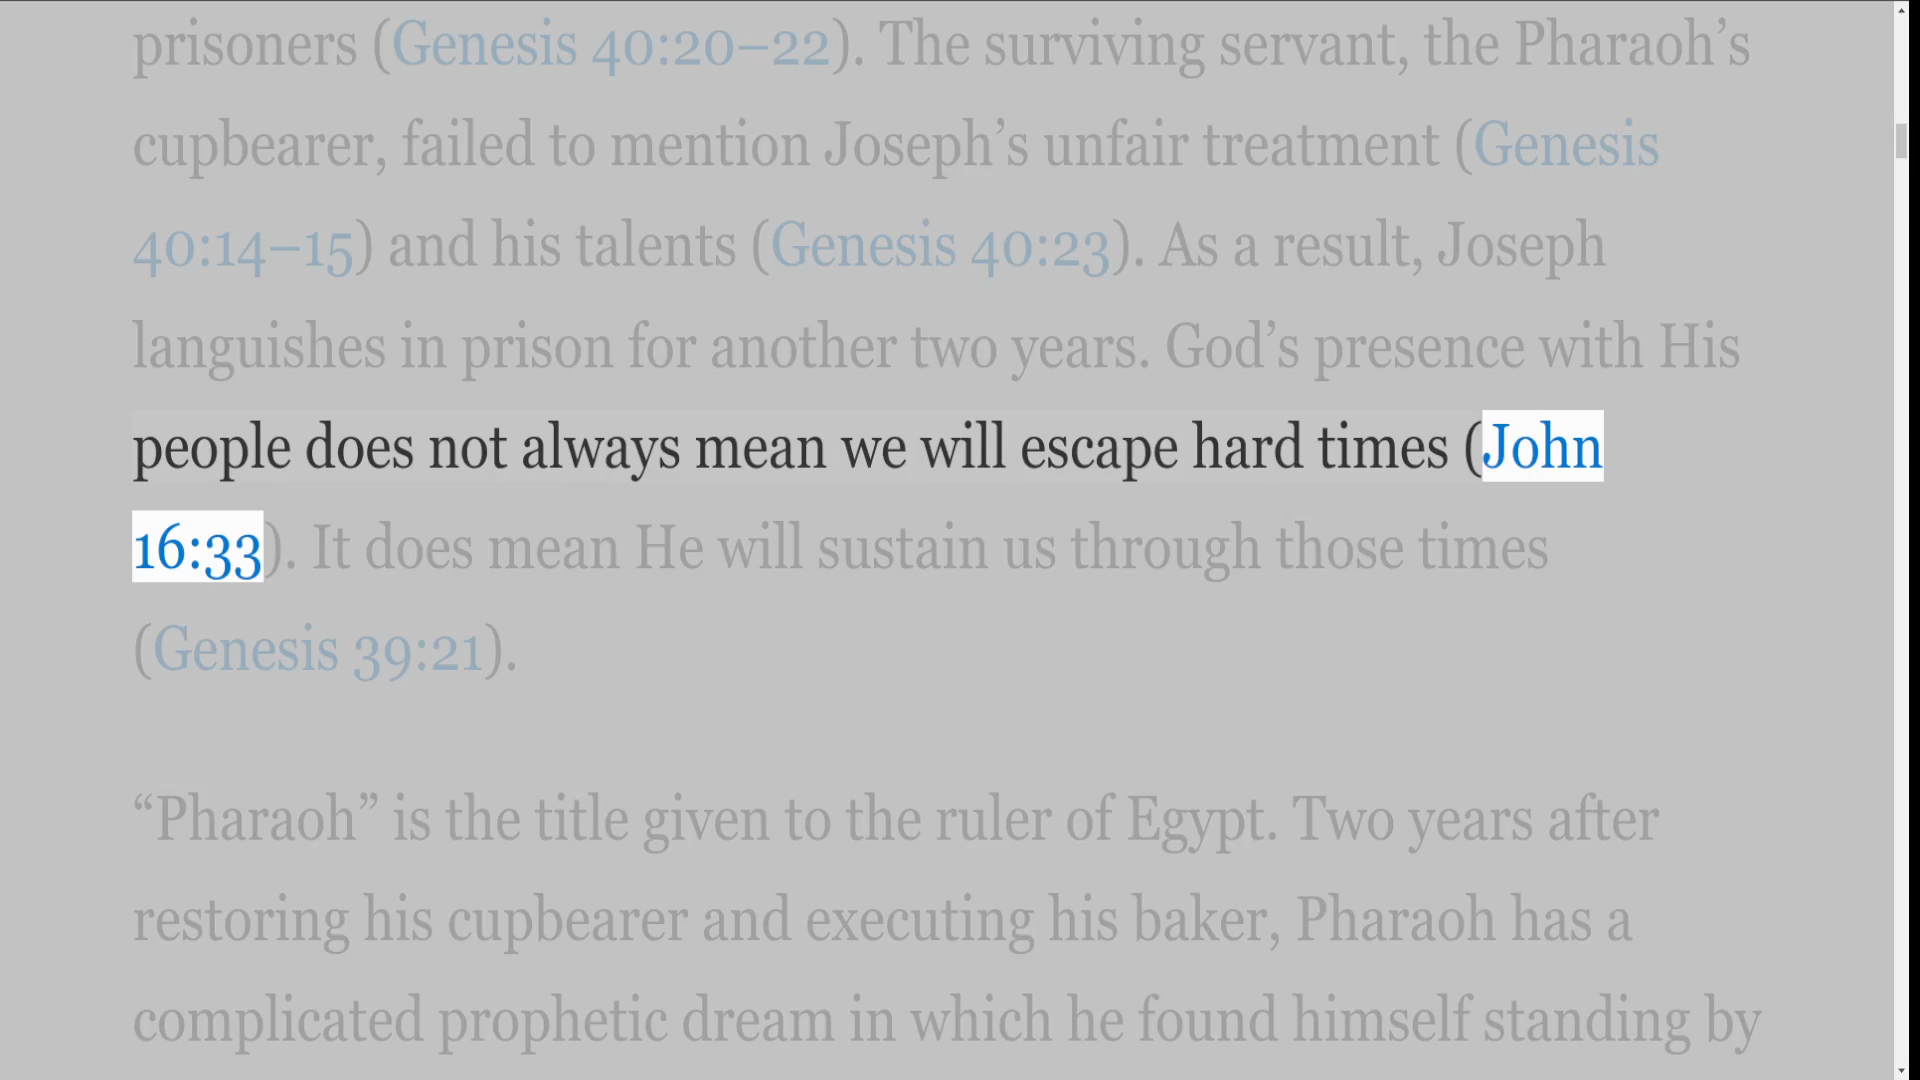 prisoners (Genesis 40:20–22). The surviving servant, the Pharaoh’s
cupbearer, failed to mention Joseph’s unfair treatment (Genesis
40:14–15) and his talents (Genesis 40:23). As a result, Joseph
languishes in prison for another two years. God’s presence with His
people does not always mean we will escape hard times (John
16:33). It does mean He will sustain us through those times
(Genesis 39:21).
“Pharaoh” is the title given to the ruler of Egypt. Two years after
restoring his cupbearer and executing his baker, Pharaoh has a
complicated prophetic dream in which he found himself standing by